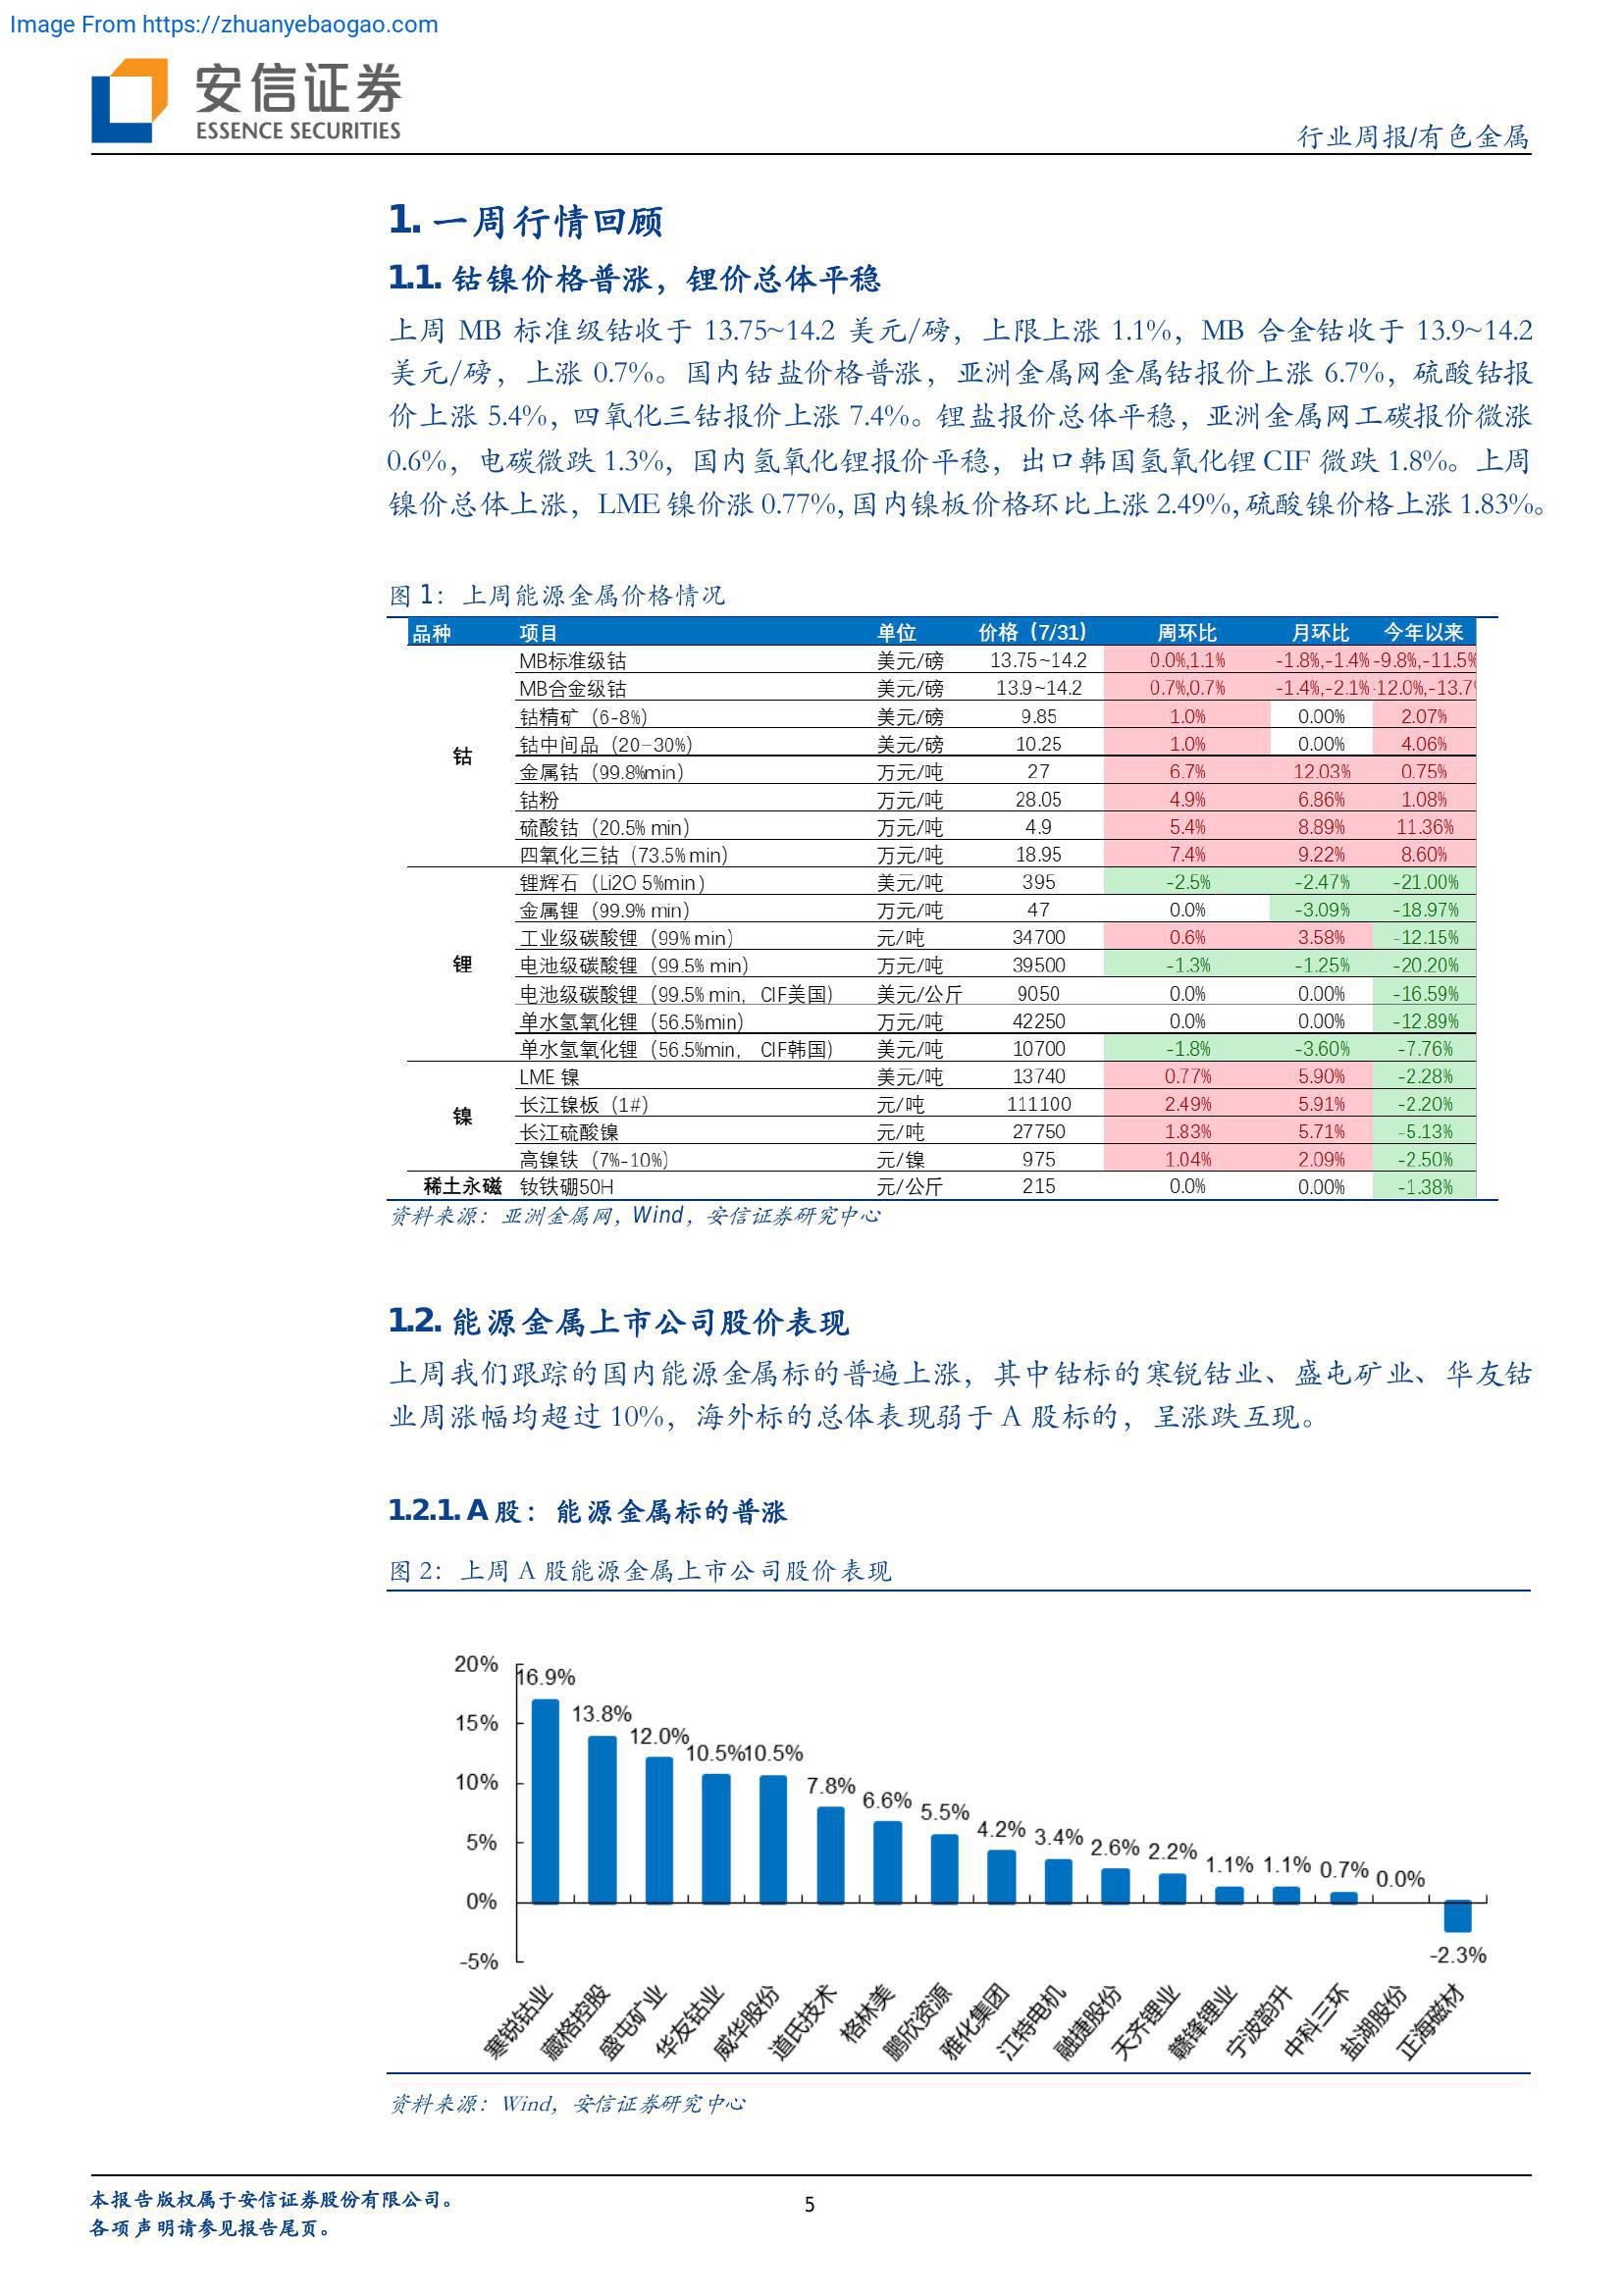 Image From https://zhuanyebaogao.com
安信证券
ESSENCE SECURITIES
行业周报/有色金属
1. 一周行情回顾
1.1. 钴镍价格普涨，锂价总体平稳
上周 MB 标准级钴收于 13.75~14.2 美元/磅，上限上涨 1.1%，MB 合金钴收于 13.9~14.2
美元/磅，上涨 0.7%。国内钴盐价格普涨，亚洲金属网金属钴报价上涨 6.7%，硫酸钴报
价上涨 5.4%，四氧化三钴报价上涨 7.4%。锂盐报价总体平稳，亚洲金属网工碳报价微涨
0.6%，电碳微跌 1.3%，国内氢氧化锂报价平稳，出口韩国氢氧化锂 CIF 微跌 1.8%。上周
镍价总体上涨，LME 镍价涨 0.77%，国内镍板价格环比上涨 2.49%，硫酸镍价格上涨 1.83%。
图 1：上周能源金属价格情况
品种 项目 单位 价格（7/31） 周环比 月环比 今年以来
MB标准级钴 美元/磅 13.75~14.2 0.0%,1.1% -1.8%,-1.4% -9.8%,-11.5%
MB合金级钴 美元/磅 13.9~14.2 0.7%,0.7% -1.4%,-2.1% -12.0%,-13.7%
钴精矿（6-8%） 美元/磅 9.85 1.0% 0.00% 2.07%
钴中间品（20-30%） 美元/磅 10.25 1.0% 0.00% 4.06%
钴
金属钴（99.8%min） 万元/吨 27 6.7% 12.03% 0.75%
钴粉 万元/吨 28.05 4.9% 6.86% 1.08%
硫酸钴（20.5% min） 万元/吨 4.9 5.4% 8.89% 11.36%
四氧化三钴（73.5% min） 万元/吨 18.95 7.4% 9.22% 8.60%
锂辉石（Li2O 5%min） 美元/吨 395 -2.5% -2.47% -21.00%
金属锂（99.9% min） 万元/吨 47 0.0% -3.09% -18.97%
工业级碳酸锂（99% min） 元/吨 34700 0.6% 3.58% -12.15%
锂 电池级碳酸锂（99.5% min） 万元/吨 39500 -1.3% -1.25% -20.20%
电池级碳酸锂（99.5% min, CIF美国） 美元/公斤 9050 0.0% 0.00% -16.59%
单水氢氧化锂（56.5%min） 万元/吨 42250 0.0% 0.00% -12.89%
单水氢氧化锂（56.5%min, CIF韩国） 美元/吨 10700 -1.8% -3.60% -7.76%
LME 镍 美元/吨 13740 0.77% 5.90% -2.28%
长江镍板（1#） 元/吨 111100 2.49% 5.91% -2.20%
镍
长江硫酸镍 元/吨 27750 1.83% 5.71% -5.13%
高镍铁（7%-10%） 元/镍 975 1.04% 2.09% -2.50%
稀土永磁 钕铁硼50H 元/公斤 215 0.0% 0.00% -1.38%
资料来源：亚洲金属网，Wind，安信证券研究中心
1.2. 能源金属上市公司股价表现
上周我们跟踪的国内能源金属标的普遍上涨，其中钴标的寒锐钴业、盛屯矿业、华友钴
业周涨幅均超过 10%，海外标的总体表现弱于 A 股标的，呈涨跌互现。
1.2.1. A 股：能源金属标的普涨
图 2：上周 A 股能源金属上市公司股价表现
20%
15%
10%
5%
0%
-5%
16.9% 13.8% 12.0% 10.5% 10.5% 7.8% 6.6% 5.5% 4.2% 3.4% 2.6% 2.2% 1.1% 1.1% 0.7% 0.0% -2.3%
寒锐钴业 藏格控股 盛屯矿业 华友钴业 威华股份 道氏技术 格林美 鹏欣资源 雅化集团 江特电机 融捷股份 天齐锂业 赣锋锂业 宁波韵升 中科三环 盐湖股份 正海磁材
资料来源：Wind，安信证券研究中心
本报告版权属于安信证券股份有限公司。
各项声明请参见报告尾页。
5